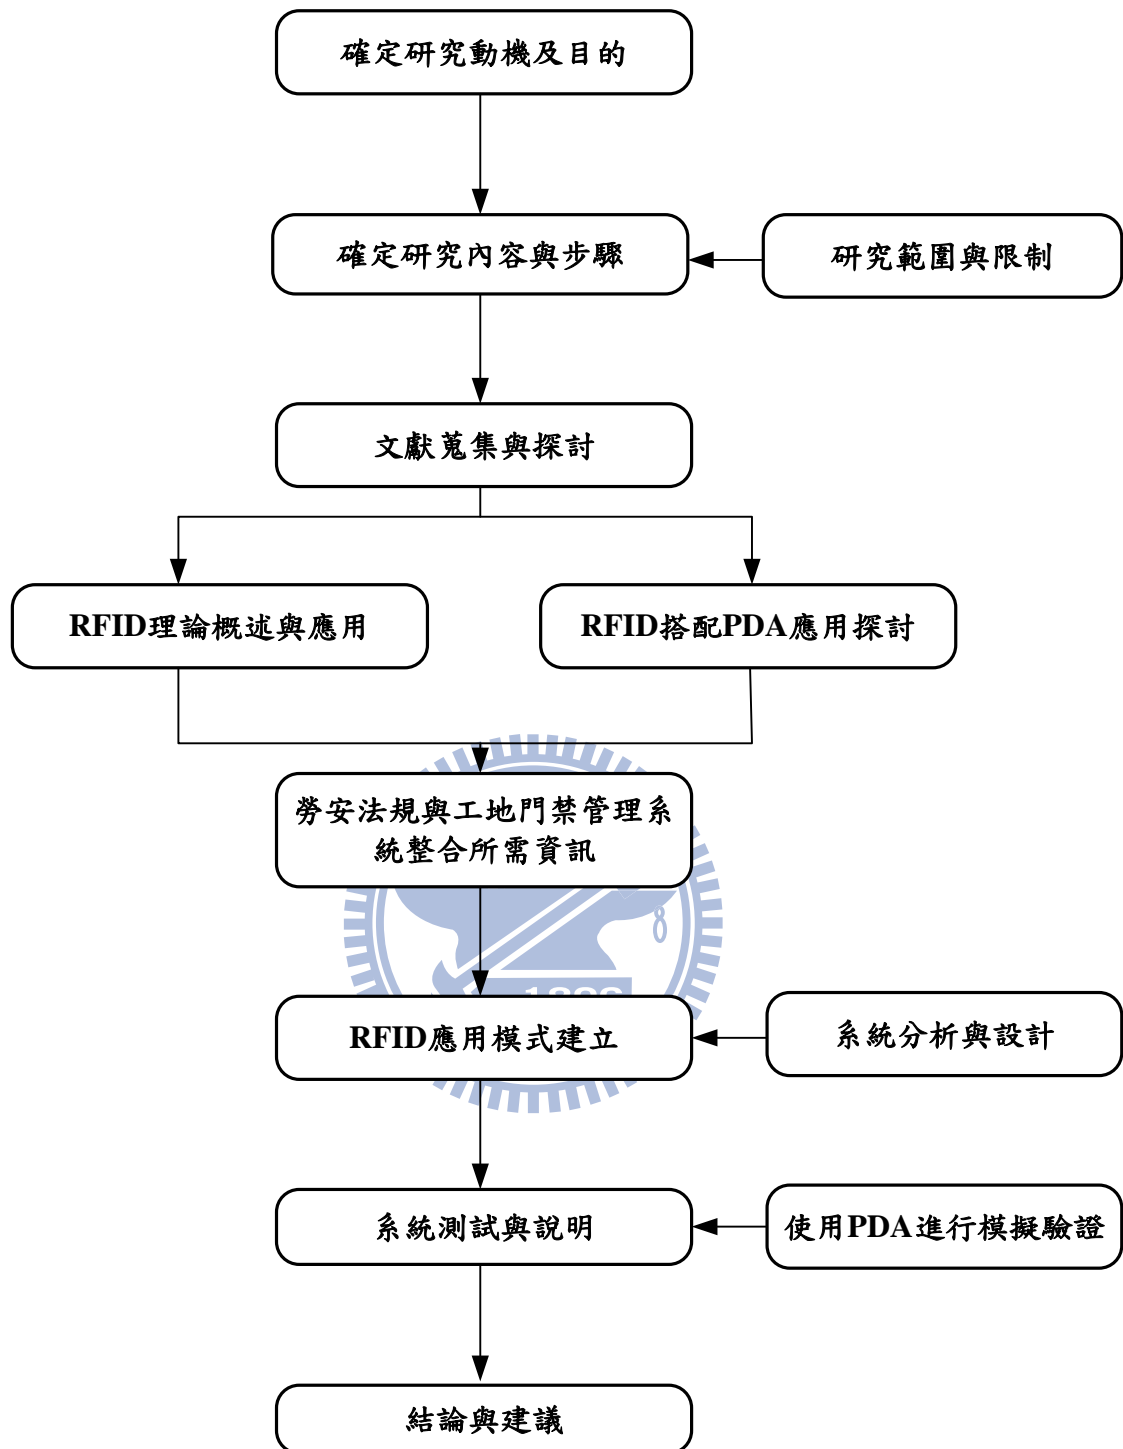 確定研究動機及目的
確定研究內容與步驟
研究範圍與限制
文獻蒐集與探討
RFID理論概述與應用
RFID搭配PDA應用探討
勞安法規與工地門禁管理系
統整合所需資訊
RFID應用模式建立
系統分析與設計
系統測試與說明
使用PDA進行模擬驗證
結論與建議